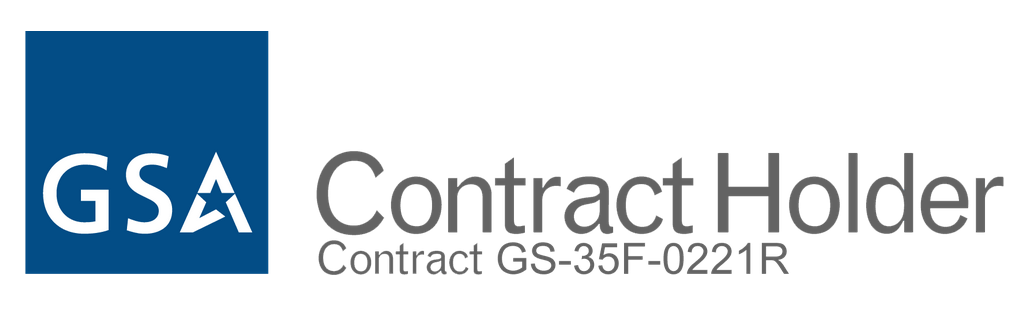 GSA
Contract Holder
Contract GS-35F-0221R